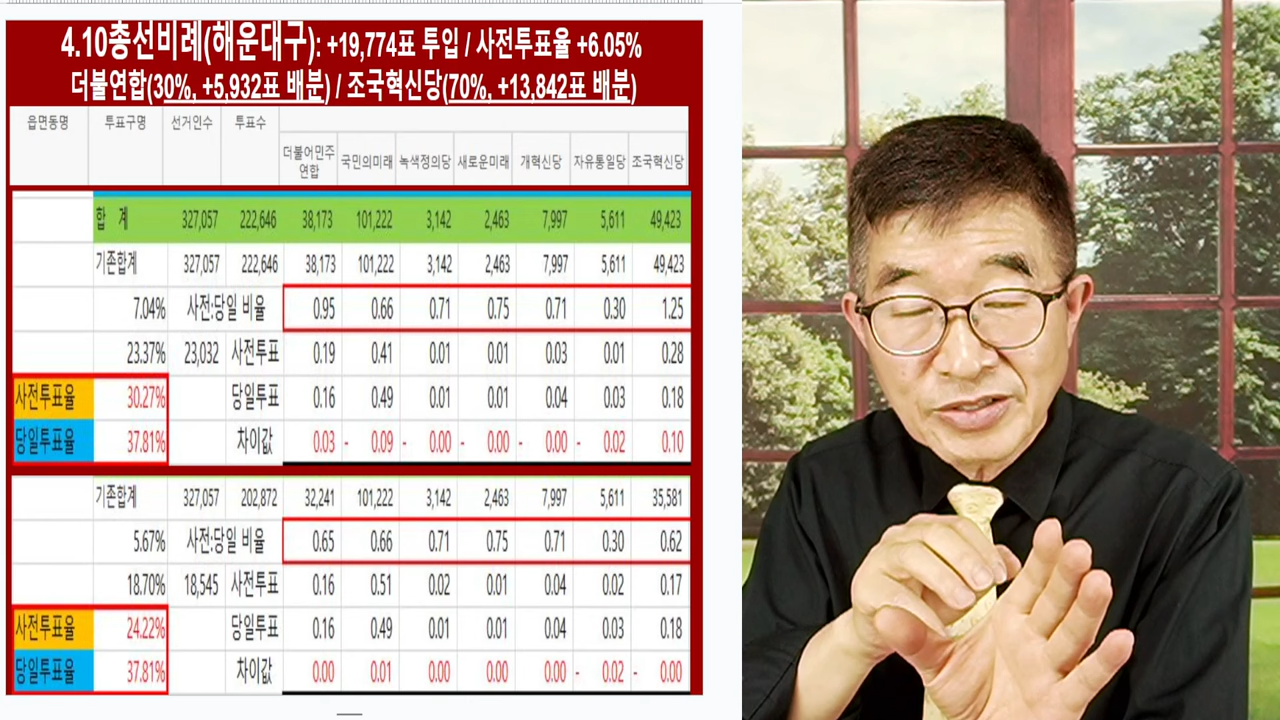 4.10총선비례(해운대구): +19,774표 투입 / 사전투표율 +6.05%
더불연합(30%, +5,932표 배분) / 조국혁신당(70%, +13,842표 배분)
읍면동명 투표구명 선거인수 투표수
더불어민주연합 국민의미래 녹색정의당 새로운미래 개혁신당 자유통일당 조국혁신당
합 계 327,057 222,646 38,173 101,222 3,142 2,463 7,997 5,611 49,423
기존합계 327,057 222,646 38,173 101,222 3,142 2,463 7,997 5,611 49,423
7.04% 사전:당일 비율 0.95 0.66 0.71 0.75 0.71 0.30 1.25
23.37% 23,032 사전투표 0.19 0.41 0.01 0.01 0.03 0.01 0.28
사전투표율 30.27% 당일투표 0.16 0.49 0.01 0.01 0.04 0.03 0.18
당일투표율 37.81% 차이값 0.03 - 0.09 - 0.00 - 0.00 - 0.00 - 0.02 0.10
기존합계 327,057 202,872 32,241 101,222 3,142 2,463 7,997 5,611 35,581
5.67% 사전:당일 비율 0.65 0.66 0.71 0.75 0.71 0.30 0.62
18.70% 18,545 사전투표 0.16 0.51 0.02 0.01 0.04 0.02 0.17
사전투표율 24.22% 당일투표 0.16 0.49 0.01 0.01 0.04 0.03 0.18
당일투표율 37.81% 차이값 0.00 0.01 0.00 0.00 0.00 - 0.02 - 0.00